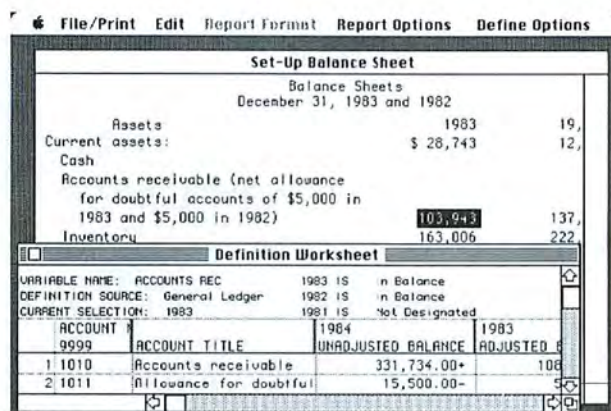 File/Print Edit Report Format Report Options Define Options
Set-Up Balance Sheet
Balance Sheets
December 31, 1983 and 1982
Assets 1983 19,
Current assets: $ 28,743 12,
Cash
Accounts receivable (net allowance
for doubtful accounts of $5,000 in
1983 and $5,000 in 1982) 103,943 137,
Inventory 163,006 222,
Definition Worksheet
VARIABLE NAME: ACCOUNTS REC 1983 IS in Balance
DEFINITION SOURCE: General Ledger 1982 IS in Balance
CURRENT SELECTION: 1983 1981 IS Not Designated
ACCOUNT N 1984 1983
9999 ACCOUNT TITLE UNADJUSTED BALANCE ADJUSTED B
1 1010 Accounts receivable 331,734.00+ 108
2 1011 Allowance for doubtful 15,500.00- 5